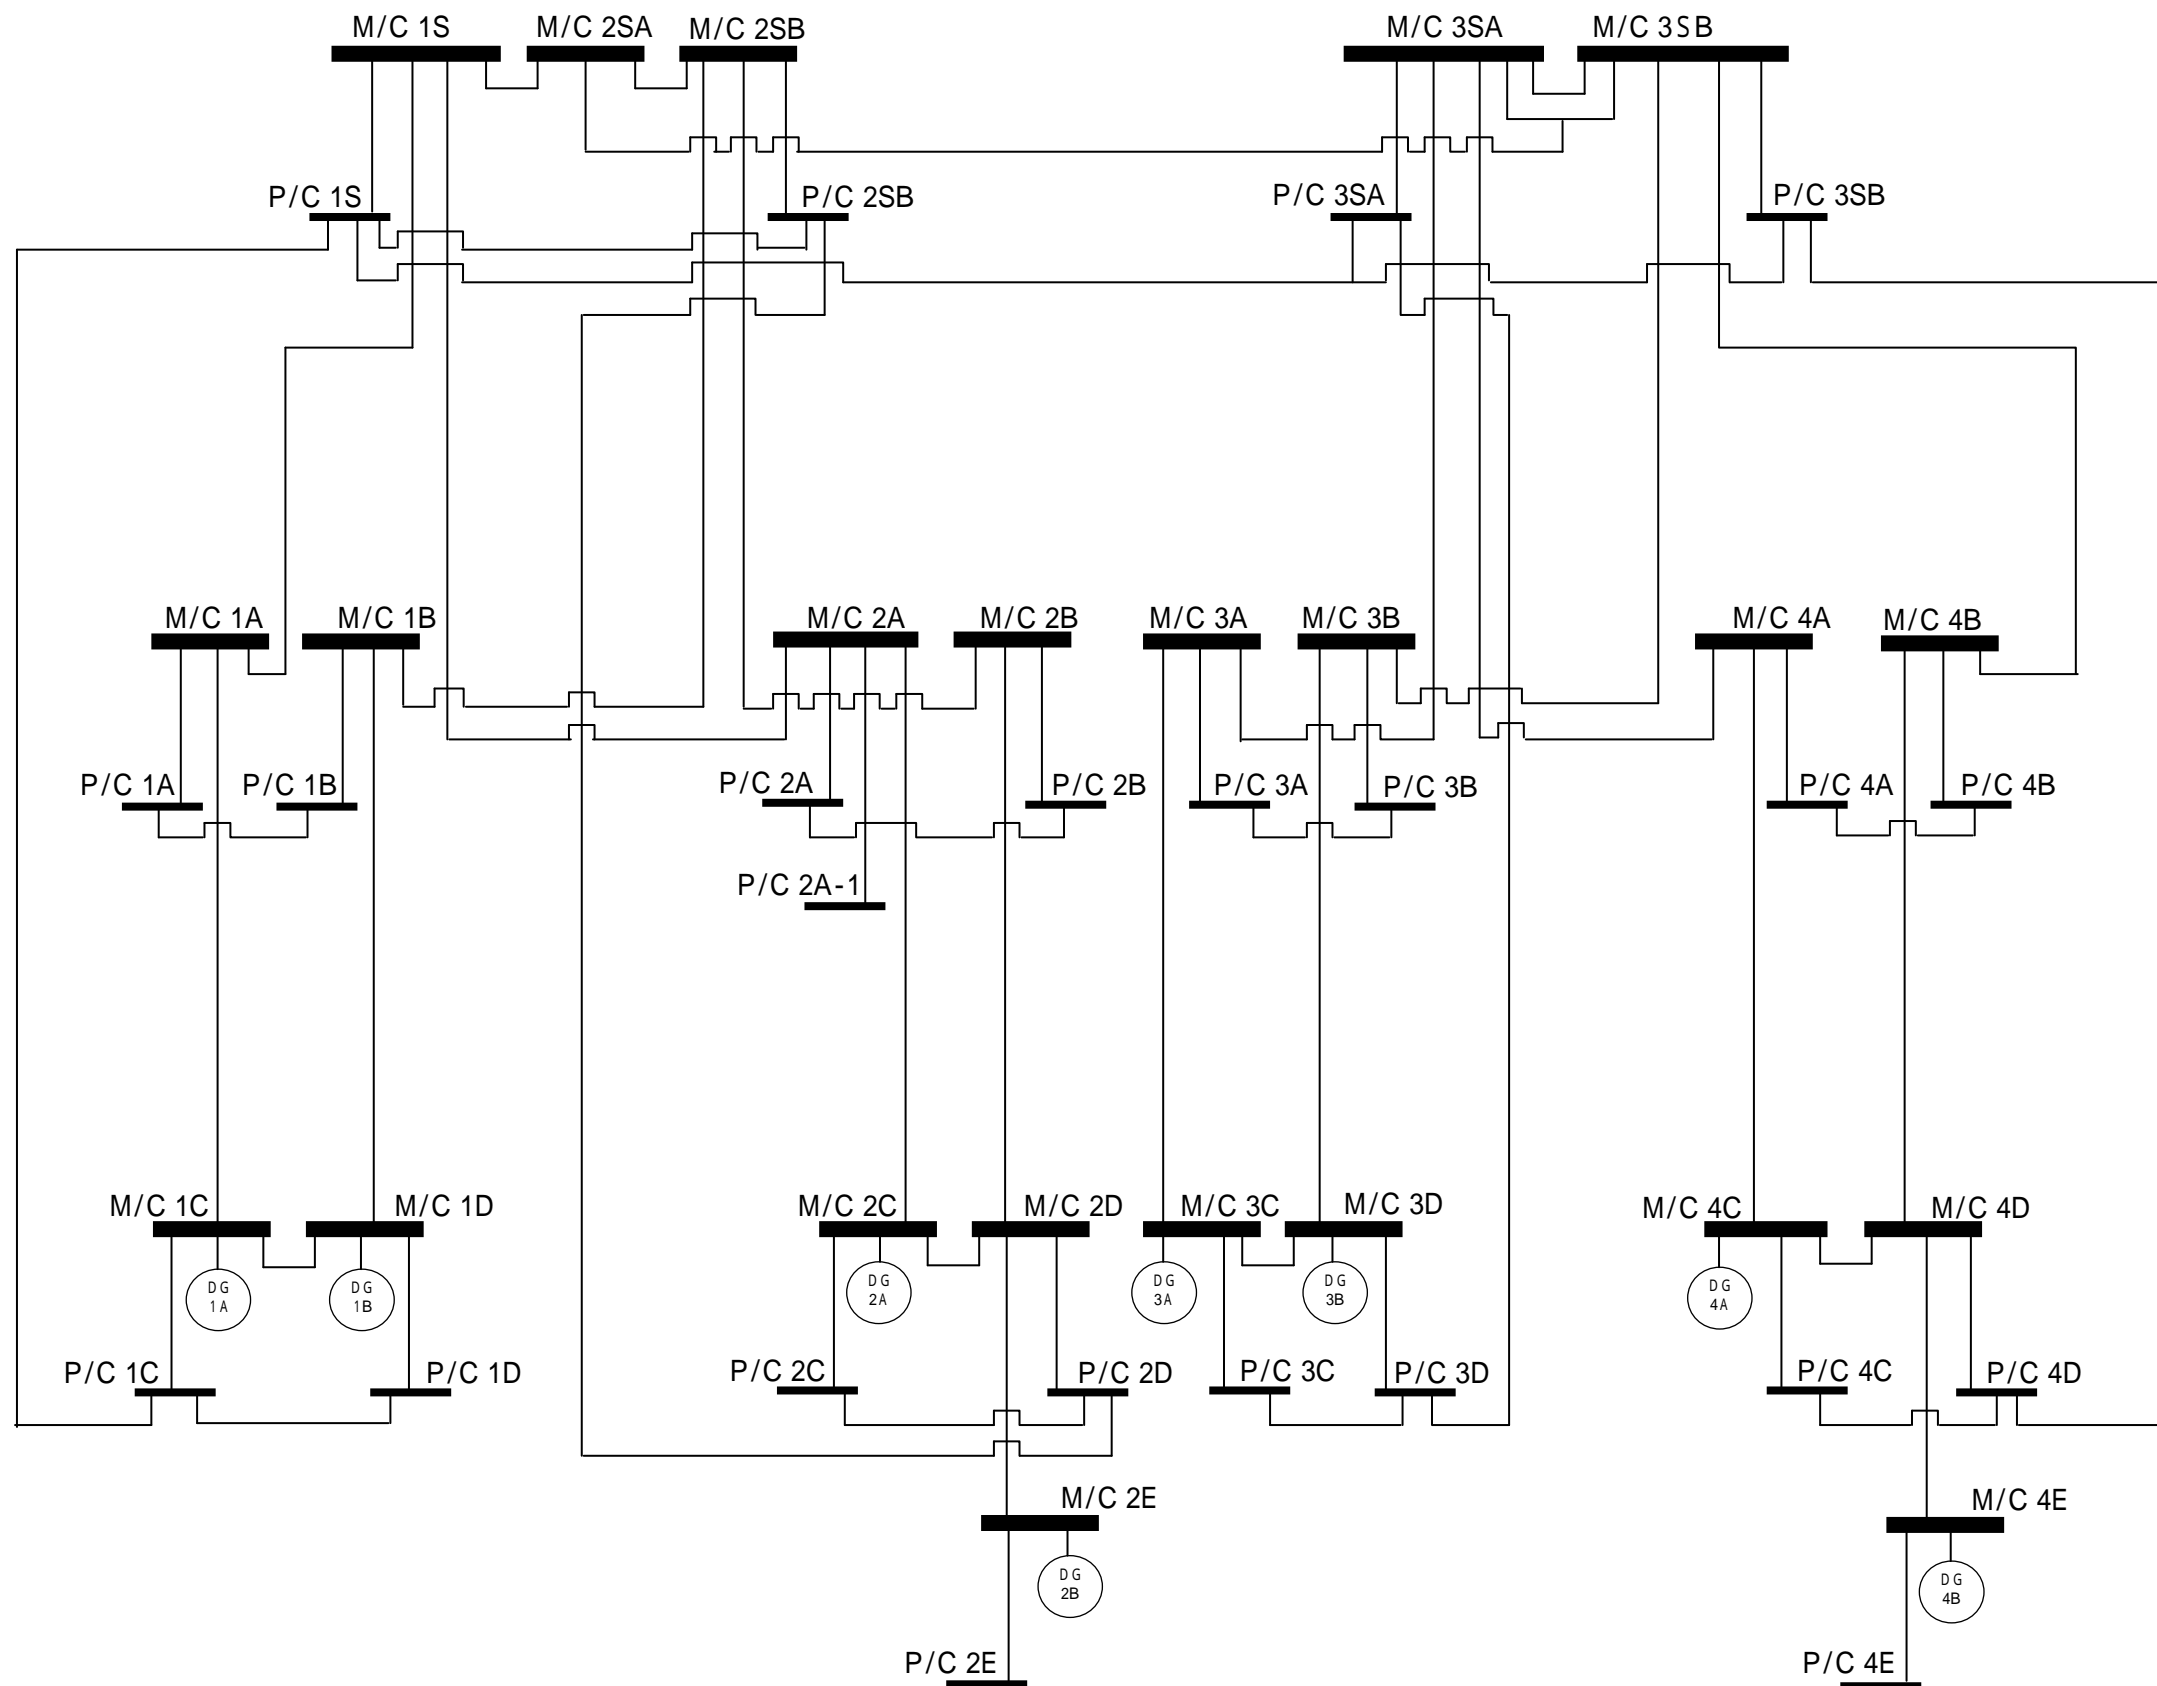 M/C 1S
M/C 2SA
M/C 2SB
M/C 3SA
M/C 3SB
P/C 1S
P/C 2SB
P/C 3SA
P/C 3SB
M/C 1A
M/C 1B
M/C 2A
M/C 2B
M/C 3A
M/C 3B
M/C 4A
M/C 4B
P/C 1A
P/C 1B
P/C 2A
P/C 2B
P/C 3A
P/C 3B
P/C 4A
P/C 4B
P/C 2A-1
M/C 1C
M/C 1D
M/C 2C
M/C 2D
M/C 3C
M/C 3D
M/C 4C
M/C 4D
DG
1A
DG
1B
DG
2A
DG
3A
DG
3B
DG
4A
P/C 1C
P/C 1D
P/C 2C
P/C 2D
P/C 3C
P/C 3D
P/C 4C
P/C 4D
M/C 2E
M/C 4E
DG
2B
DG
4B
P/C 2E
P/C 4E